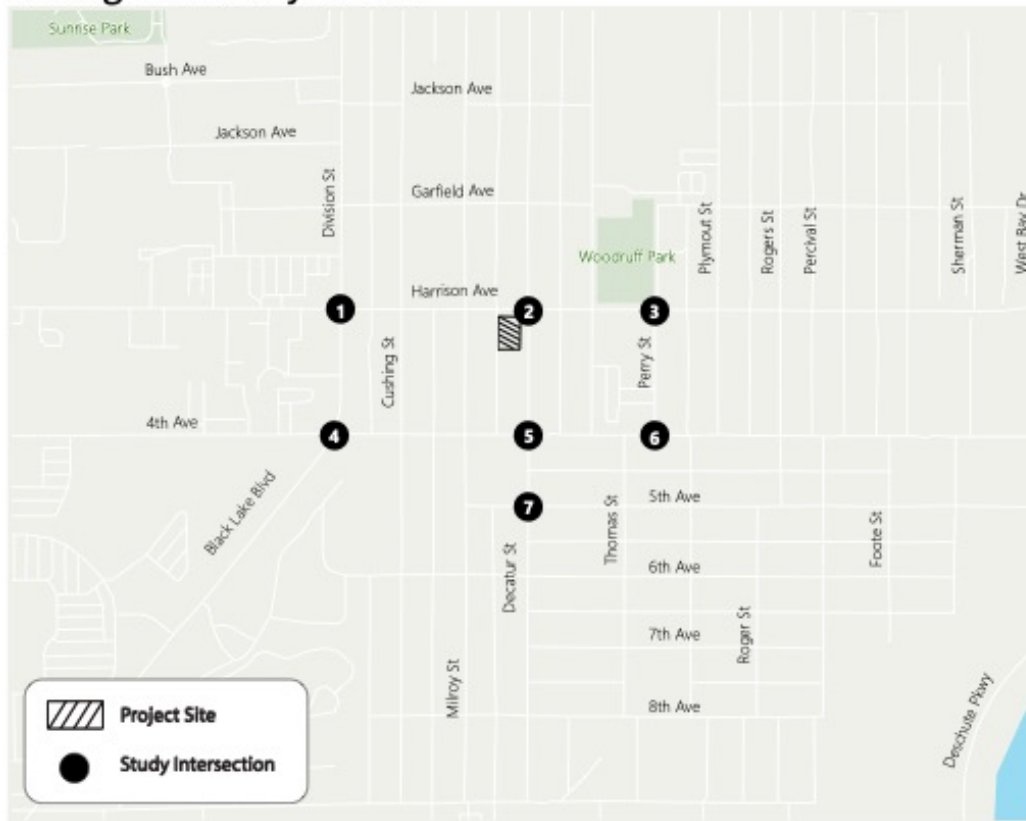 Sunrise Park
Bush Ave
Jackson Ave
Jackson Ave
Division St
Garfield Ave
Woodruff Park
Plymout St
Rogers St
Percival St
Sherman St
West Bay Dr
Harrison Ave
1
2
3
Cushing St
Perry St
4th Ave
4
5
6
Black Lake Blvd
7
5th Ave
Thomas St
Foote St
Decatur St
6th Ave
7th Ave
Roger St
Milroy St
8th Ave
Deschute Pkwy
Project Site
Study Intersection